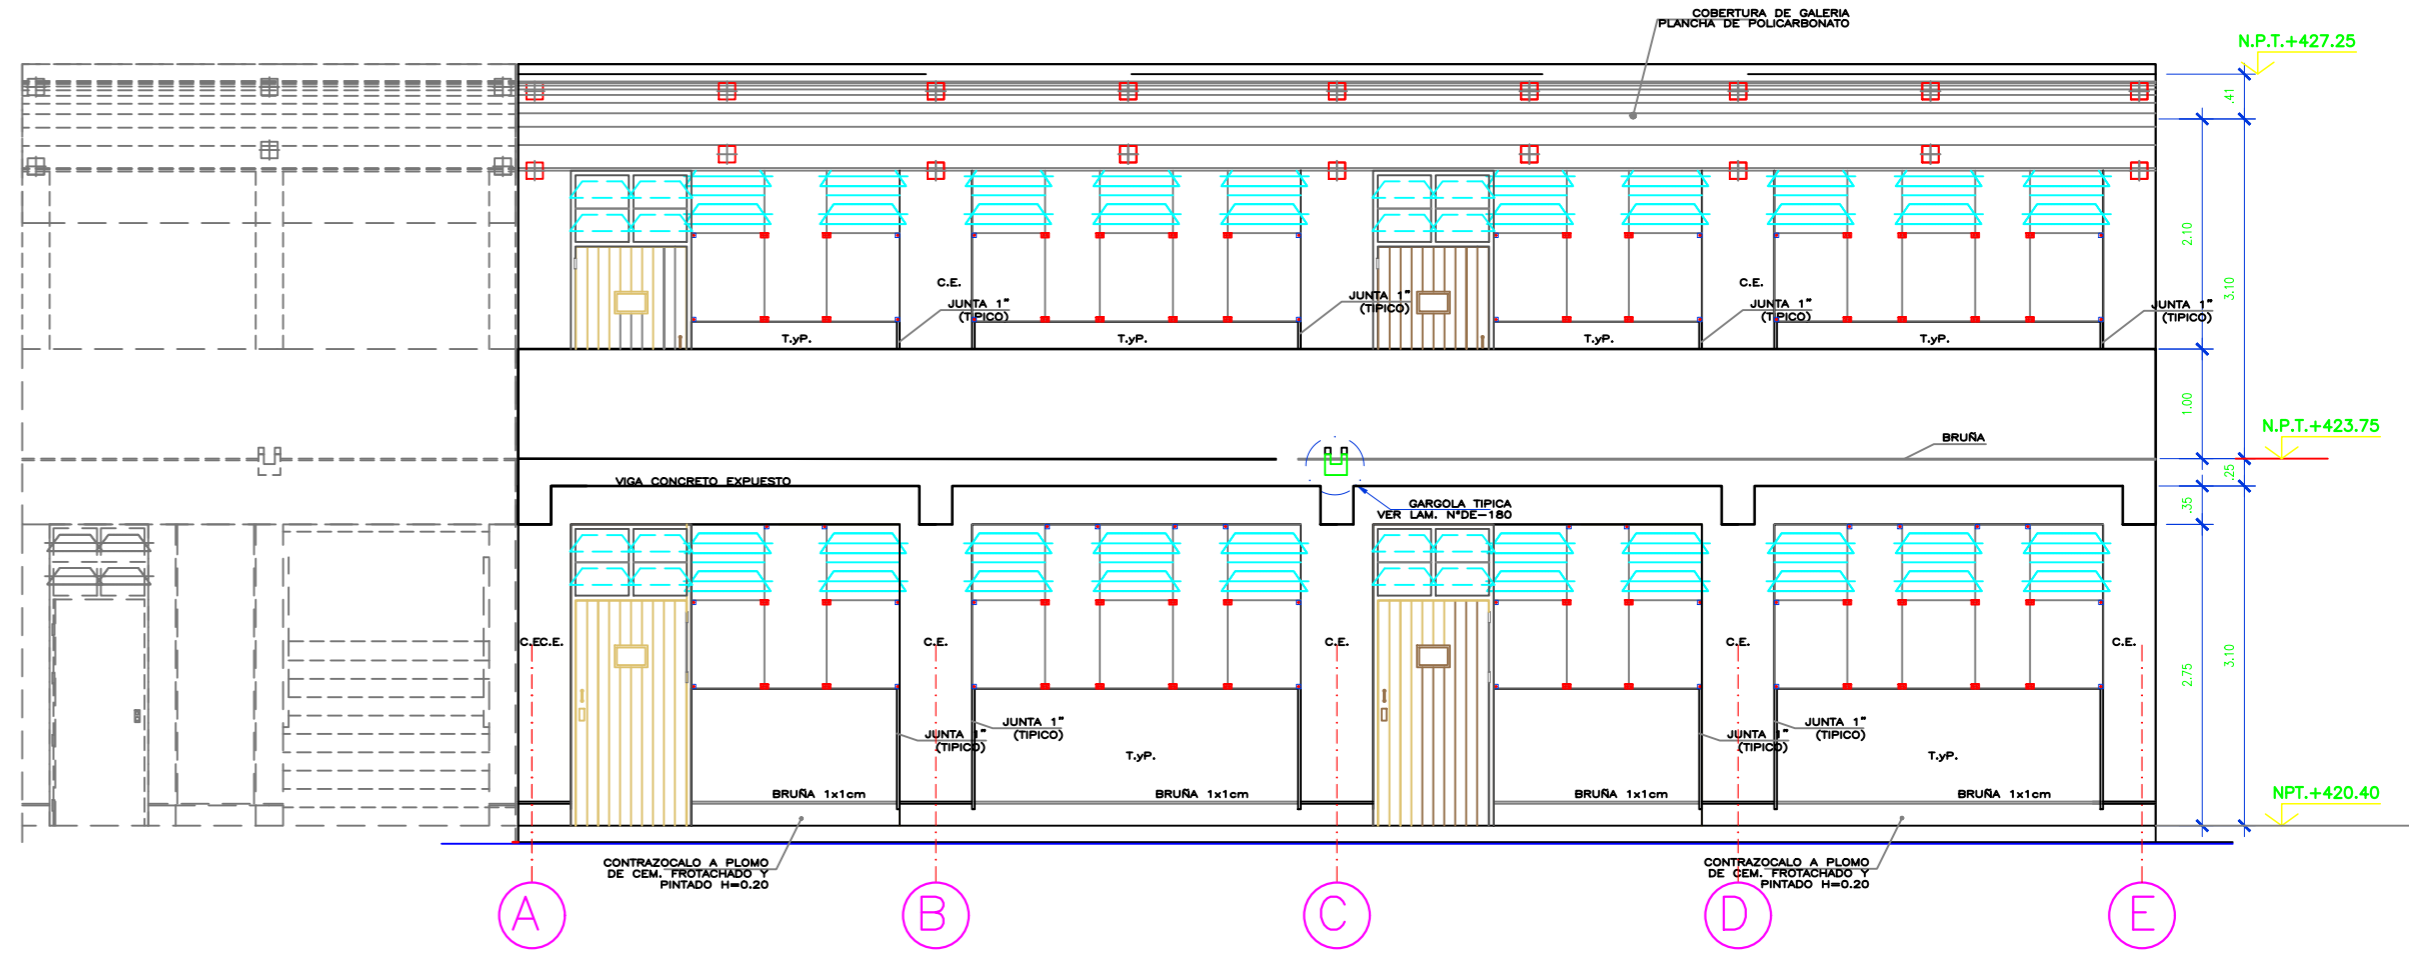 COBERTURA DE GALERIA
PLANCHA DE POLICARBONATO
N.P.T.+427.25
.41
2.10
3.10
C.E.
JUNTA 1"
(TIPICO)
JUNTA 1"
(TIPICO)
C.E.
JUNTA 1"
(TIPICO)
JUNTA 1"
(TIPICO)
T.yP.
T.yP.
T.yP.
T.yP.
1.00
N.P.T.+423.75
BRUÑA
.25
VIGA CONCRETO EXPUESTO
GARGOLA TIPICA
VER LAM. N°DE-180
.35
C.E.
C.E.
C.E.
C.E.
C.E.
C.E.
2.75
3.10
JUNTA 1"
(TIPICO)
JUNTA 1"
(TIPICO)
JUNTA 1"
(TIPICO)
JUNTA 1"
(TIPICO)
T.yP.
T.yP.
BRUÑA 1x1cm
BRUÑA 1x1cm
BRUÑA 1x1cm
BRUÑA 1x1cm
NPT.+420.40
CONTRAZOCALO A PLOMO
DE CEM. FROTACHADO Y
PINTADO H=0.20
CONTRAZOCALO A PLOMO
DE CEM. FROTACHADO Y
PINTADO H=0.20
A
B
C
D
E